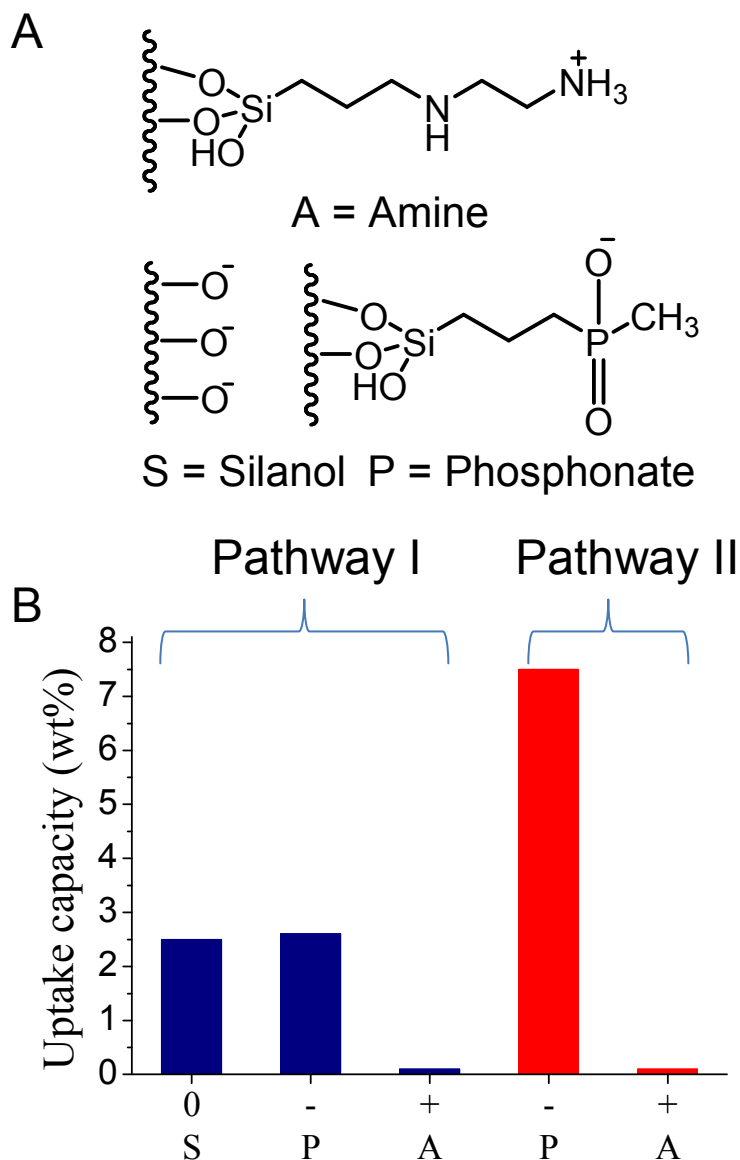 A
O
Si
O
HO
N
H
+
NH3
A = Amine
O-
O-
O-
O
Si
O
HO
O-
P
CH3
O
S = Silanol P = Phosphonate
Pathway I Pathway II
B
Uptake capacity (wt%)
8
7
6
5
4
3
2
1
0
0 - + - +
S P A P A